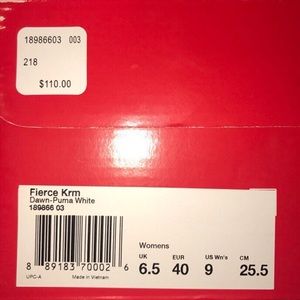 18986603 003
218
$110.00
Fierce Krm
Dawn-Puma White
189866 03
Womens
UK EUR US Wn's CM
6.5 40 9 25.5
8 89183 70002 6
UPC-A Made in Vietnam